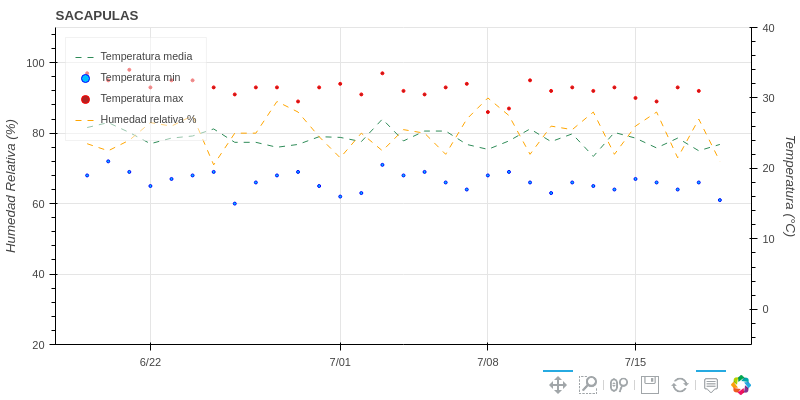 SACAPULAS
Temperatura media
Temperatura min
Temperatura max
Humedad relativa %
Humedad Relativa (%)
100
80
60
40
20
40
30
20
10
0
Temperatura (°C)
6/22
7/01
7/08
7/15